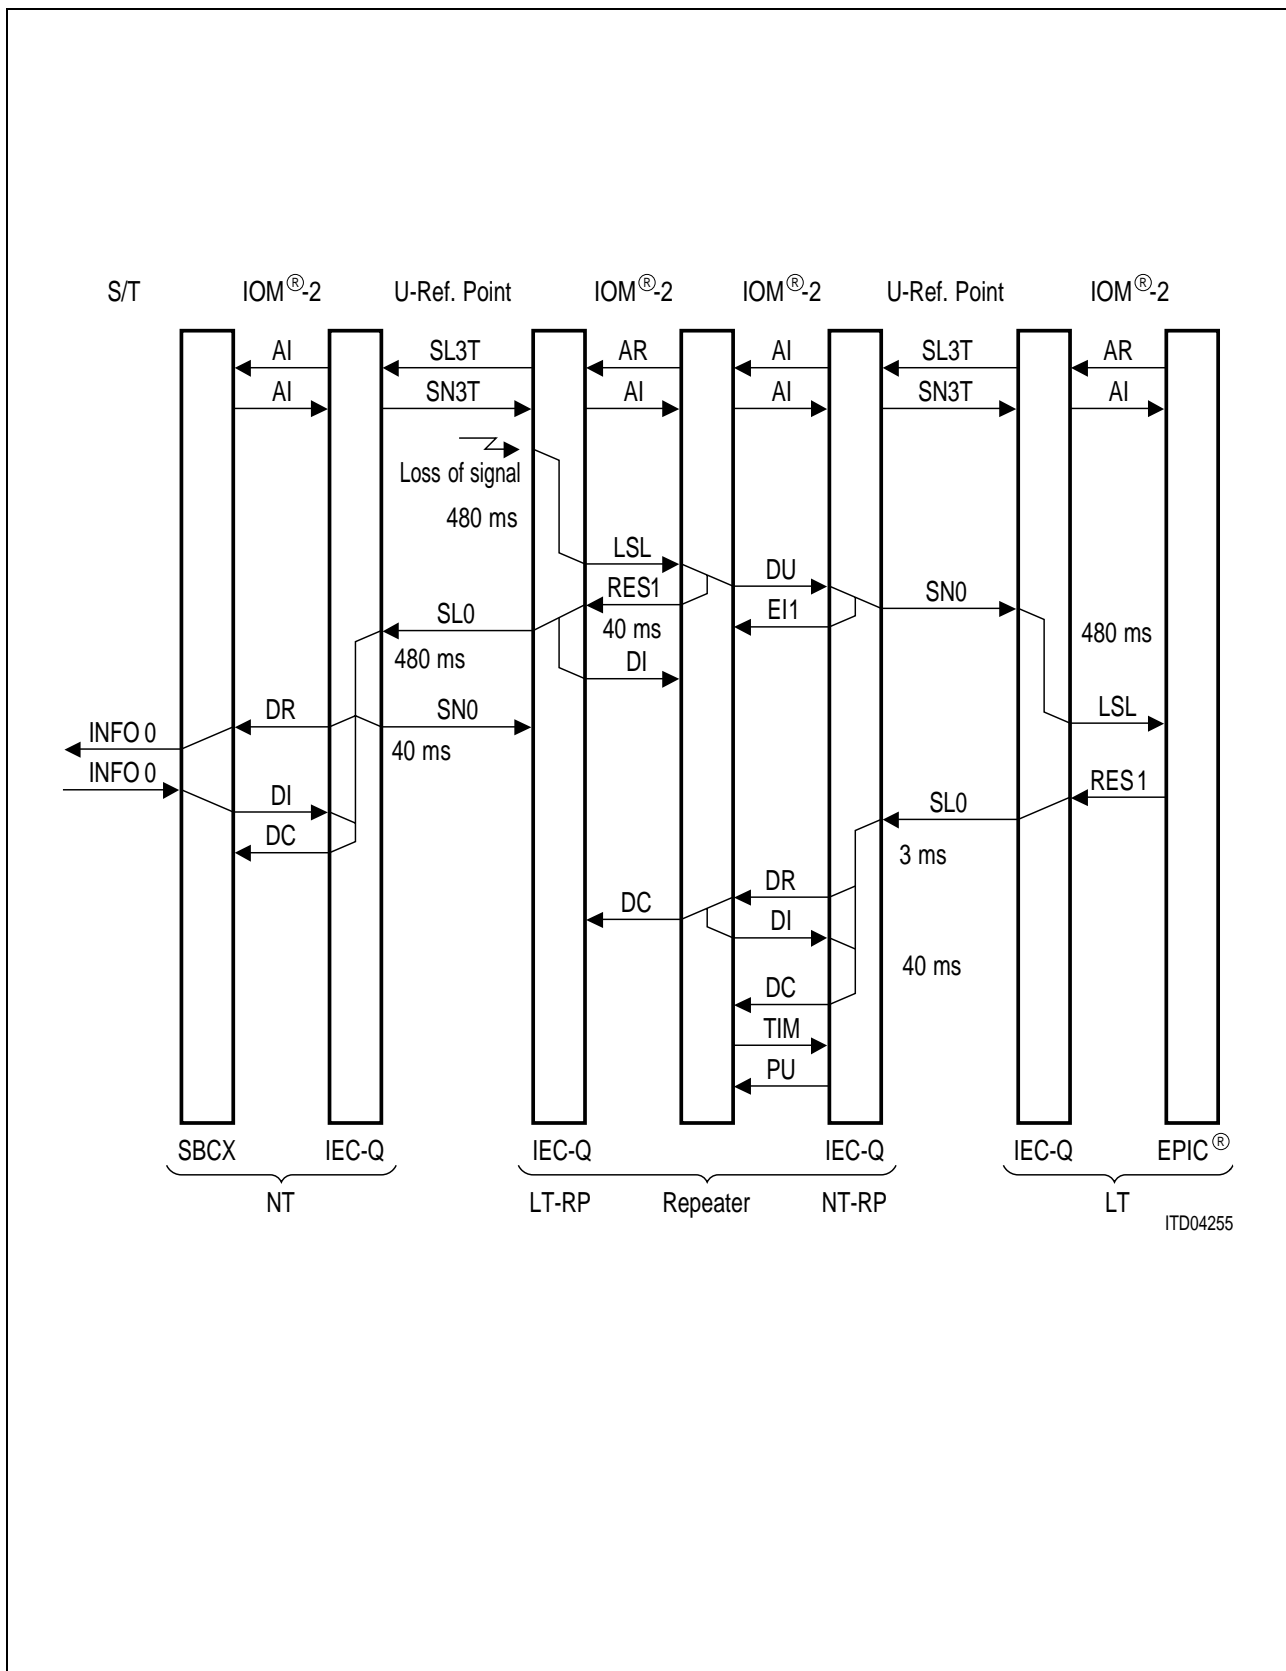 S/T IOM®-2 U-Ref. Point IOM®-2 IOM®-2 U-Ref. Point IOM®-2
AI SL3T AR AI SL3T AR
AI SN3T AI AI SN3T AI
Loss of signal
480 ms
LSL
DU
RES1 EI1 SN0
SL0 40 ms 480 ms
480 ms DI
DR SN0 LSL
INFO 0 40 ms
INFO 0 RES1
DI SL0
DC 3 ms
DR
DC DI
40 ms
DC
TIM
PU
SBCX IEC-Q IEC-Q IEC-Q IEC-Q EPIC®
NT LT-RP Repeater NT-RP LT
ITD04255